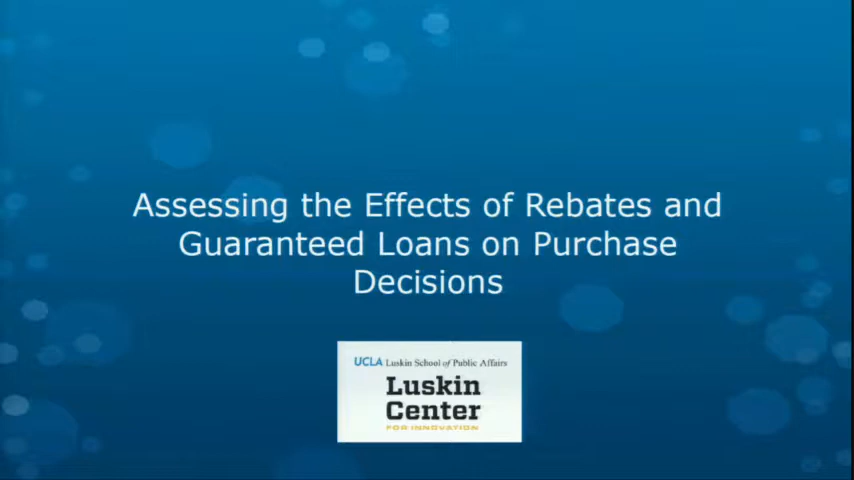 Assessing the Effects of Rebates and
Guaranteed Loans on Purchase
Decisions
UCLA Luskin School of Public Affairs
Luskin
Center
FOR INNOVATION